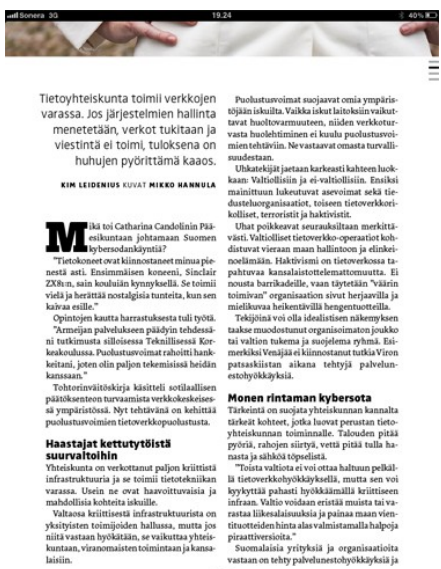 Sonera 3G
19.24
40%
Tietoyhteiskunta toimii verkkojen
varassa. Jos järjestelmien hallinta
menetetään, verkot tukitaan ja
viestintä ei toimi, tuloksena on
huhujen pyörittämä kaaos.
KIM LEIDENIUS KUVAT MIKKO HANNULA
Mikä toi Catharina Candolinin Pää-
esikuntaan johtamaan Suomen
kybersodankäyntiä?
"Tietokoneet ovat kiinnostaneet minua pie-
nestä asti. Ensimmäisen koneeni, Sinclair
ZX81:n, sain kouluiän kynnyksellä. Se toimii
vielä ja herättää nostalgisia tunteita, kun sen
kaivaa esille."
Opintojen kautta harrastuksesta tuli työtä.
"Armeijan palvelukseen päädyin tehdessä-
ni tutkimusta silloisessa Teknillisessä Kor-
keakoulussa. Puolustusvoimat rahoitti hank-
keitani, joten olin paljon tekemisissä heidän
kanssaan."
Tohtorinväitöskirja käsitteli sotilaallisen
päätöksenteon turvaamista verkkokeskeises-
sä ympäristössä. Nyt tehtävänä on kehittää
puolustusvoimien tietoverkkopuolustusta.
Haastajat kettutytöistä
suurvaltoihin
Yhteiskunta on verkottanut paljon kriittistä
infrastruktuuria ja se toimii tietotekniikan
varassa. Usein ne ovat haavoittuvaisia ja
mahdollisia kohteita iskuille.
Valtaosa kriittisestä infrastruktuurista on
yksityisten toimijoiden hallussa, mutta jos
niitä vastaan hyökätään, se vaikuttaa yhteis-
kuntaan, viranomaisten toimintaan ja kansa-
laisiin.
Puolustusvoimat suojaavat omia ympäris-
töjään iskuilta. Vaikka iskut laitoksiin vaikut-
tavat huoltovarmuuteen, niiden verkkotur-
vasta huolehtiminen ei kuulu puolustusvoi-
mien tehtäviin. Ne vastaavat omasta turvalli-
suudestaan.
Uhkatekijät jaetaan karkeasti kahteen luok-
kaan: Valtiollisiin ja ei-valtiollisiin. Ensiksi
mainittuun lukeutuvat asevoimat sekä tie-
dusteluorganisaatiot, toiseen tietoverkkori-
kolliset, terroristit ja haktivistit.
Uhat poikkeavat seurauksiltaan merkittä-
västi. Valtiolliset tietoverkko-operaatiot koh-
distuvat vieraan maan hallintoon ja elinkei-
noelämään. Haktivismi on tietoverkossa ta-
pahtuvaa kansalaistottelemattomuutta. Ei
nousta barrikadeille, vaan täytetään "väärin
toimivan" organisaation sivut herjaavilla ja
mielikuvaa heikentävillä hengentuotteilla.
Tekijöinä voi olla idealistisen näkemyksen
taakse muodostunut organisoimaton joukko
tai valtion tukema ja suojelema ryhmä. Esi-
merkiksi Venäjää ei kiinnostanut tutkia Viron
patsaskiistan aikana tehtyjä palvelun-
estohyökkäyksiä.
Monen rintaman kybersota
Tärkeintä on suojata yhteiskunnan kannalta
tärkeät kohteet, jotka luovat perustan tieto-
yhteiskunnan toiminnalle. Talouden pitää
pyöriä, rahojen siirtyä, vettä pitää tulla ha-
nasta ja sähköä töpselistä.
"Toista valtiota ei voi ottaa haltuun pelkäl-
lä tietoverkkohyökkäyksellä, mutta sen voi
kyykyttää pahasti hyökkäämällä kriittiseen
infraan. Valtio voidaan eristää muista tai va-
rastaa liikesalaisuuksia ja painaa maan vien-
tituotteiden hinta alas valmistamalla halpoja
piraattiversioita."
Suomalaisia yrityksiä ja organisaatioita
vastaan on tehty palvelunestohyökkäyksiä ja